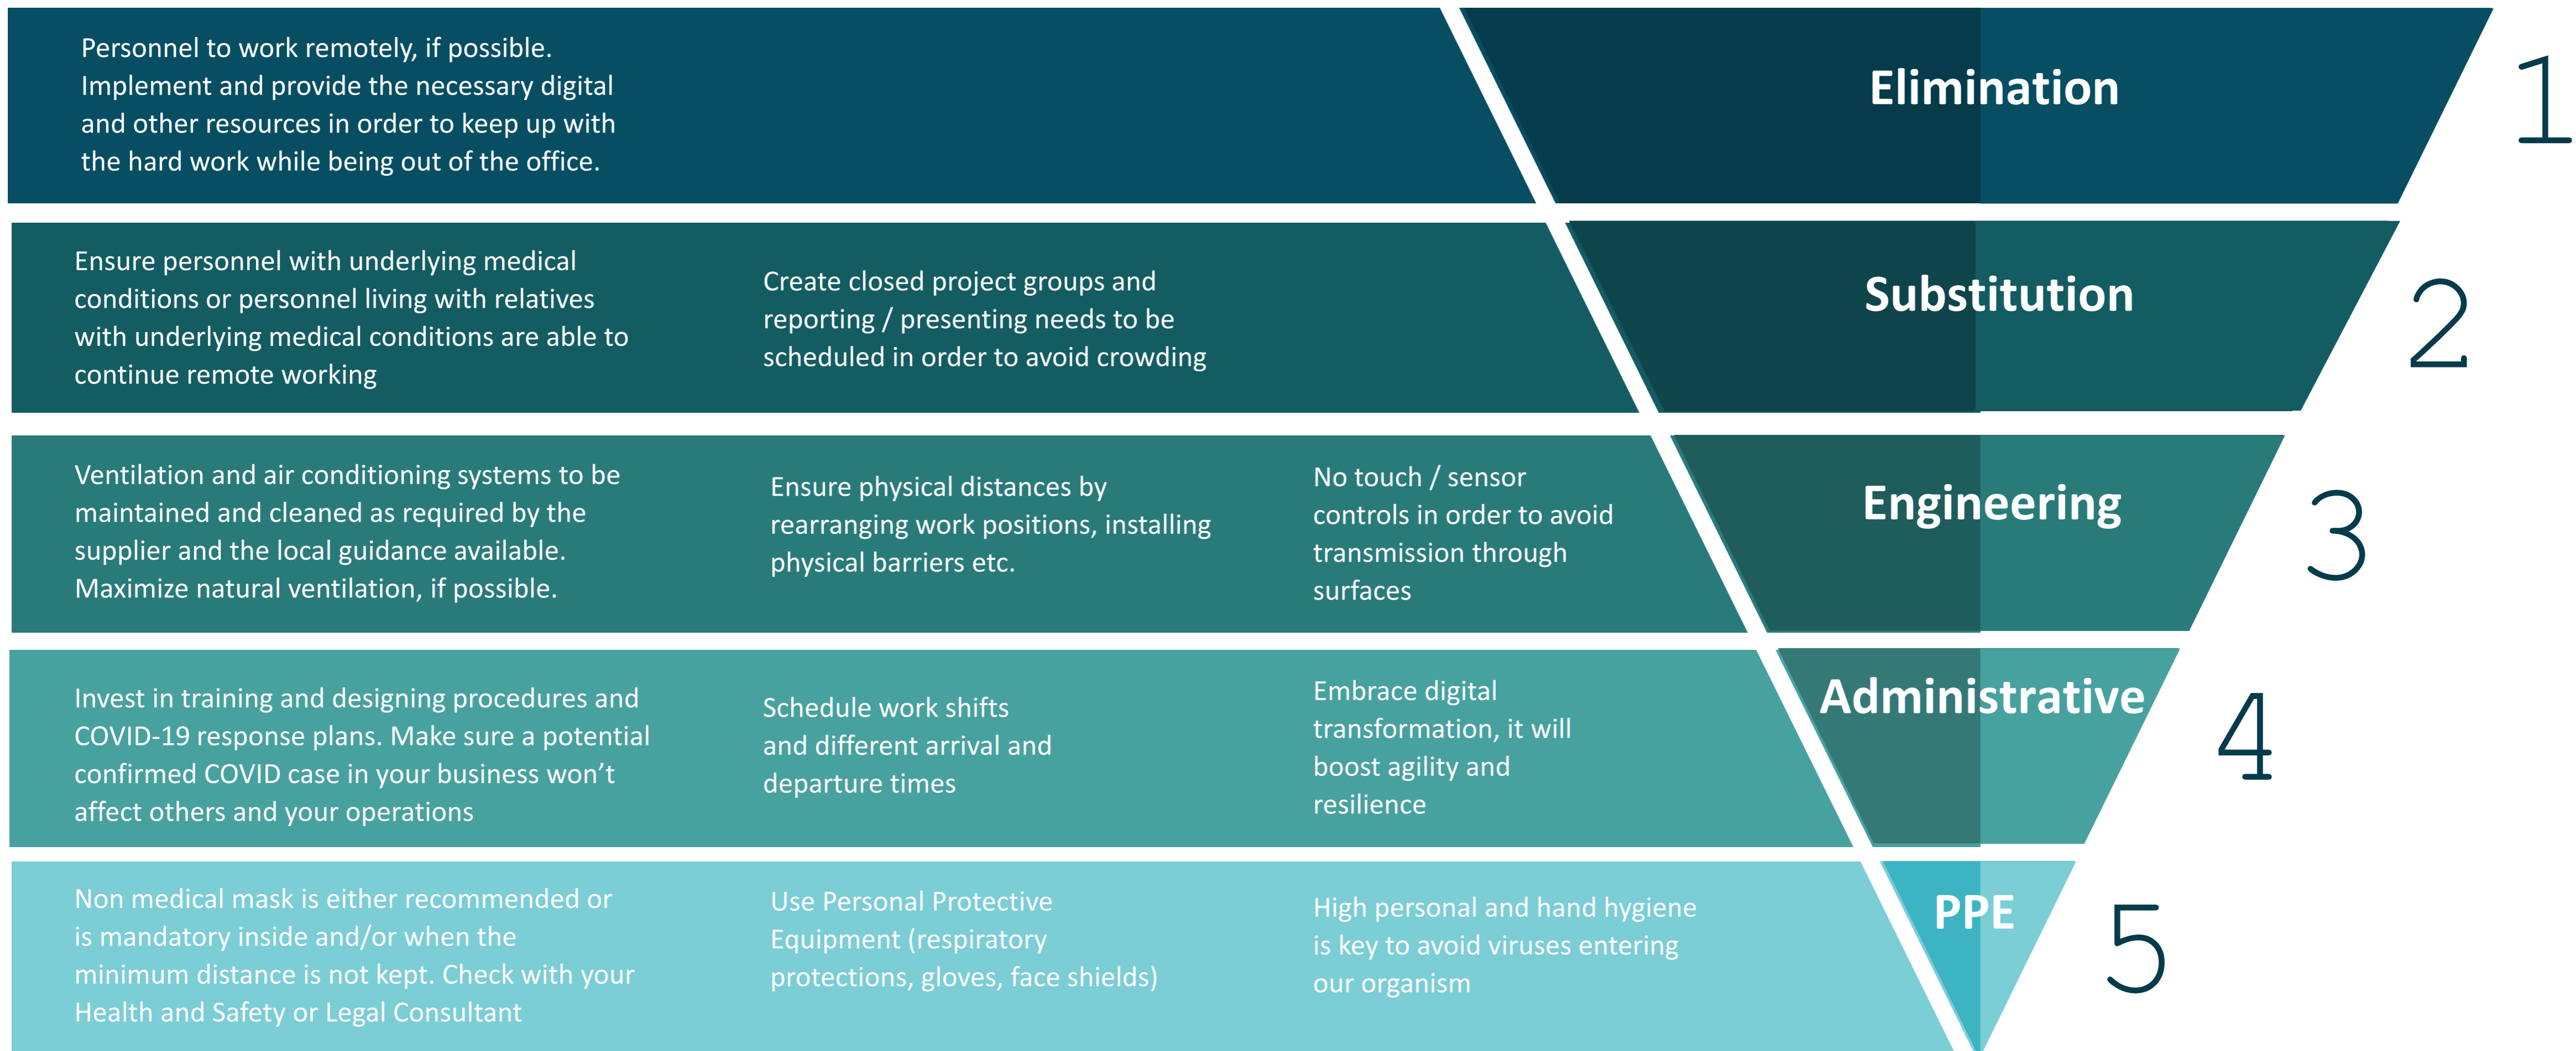 Personnel to work remotely, if possible.
Implement and provide the necessary digital
and other resources in order to keep up with
the hard work while being out of the office.
Elimination
1
Ensure personnel with underlying medical
conditions or personnel living with relatives
with underlying medical conditions are able to
continue remote working
Create closed project groups and
reporting / presenting needs to be
scheduled in order to avoid crowding
Substitution
2
Ventilation and air conditioning systems to be
maintained and cleaned as required by the
supplier and the local guidance available.
Maximize natural ventilation, if possible.
Ensure physical distances by
rearranging work positions, installing
physical barriers etc.
No touch / sensor
controls in order to avoid
transmission through
surfaces
Engineering
3
Invest in training and designing procedures and
COVID-19 response plans. Make sure a potential
confirmed COVID case in your business won’t
affect others and your operations
Schedule work shifts
and different arrival and
departure times
Embrace digital
transformation, it will
boost agility and
resilience
Administrative
4
Non medical mask is either recommended or
is mandatory inside and/or when the
minimum distance is not kept. Check with your
Health and Safety or Legal Consultant
Use Personal Protective
Equipment (respiratory
protections, gloves, face shields)
High personal and hand hygiene
is key to avoid viruses entering
our organism
PPE
5